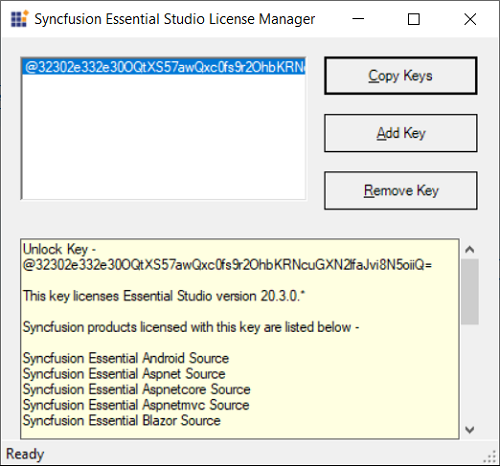 Syncfusion Essential Studio License Manager
@32302e332e30OQtXS57awQxc0fs9r2OhbKRNc
Copy Keys
Add Key
Remove Key
Unlock Key -
@32302e332e30OQtXS57awQxc0fs9r2OhbKRNcuGXN2lfaJvi8N5oiiQ=
This key licenses Essential Studio version 20.3.0.*
Syncfusion products licensed with this key are listed below -
Syncfusion Essential Android Source
Syncfusion Essential Aspnet Source
Syncfusion Essential Aspnetcore Source
Syncfusion Essential Aspnetmvc Source
Syncfusion Essential Blazor Source
Ready